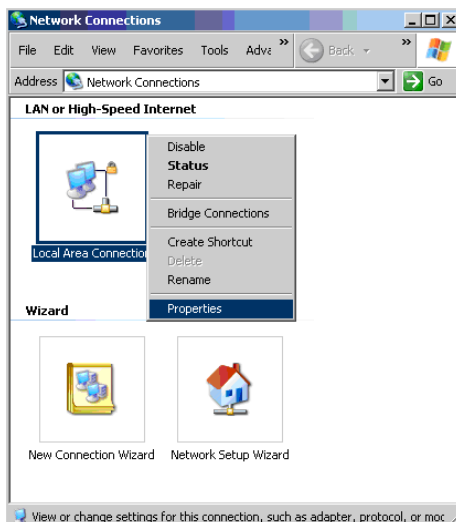 Network Connections
File Edit View Favorites Tools Adva » Back »
Address Network Connections Go
LAN or High-Speed Internet
Local Area Connection
Disable
Status
Repair
Bridge Connections
Create Shortcut
Delete
Rename
Properties
Wizard
New Connection Wizard Network Setup Wizard
View or change settings for this connection, such as adapter, protocol, or moc